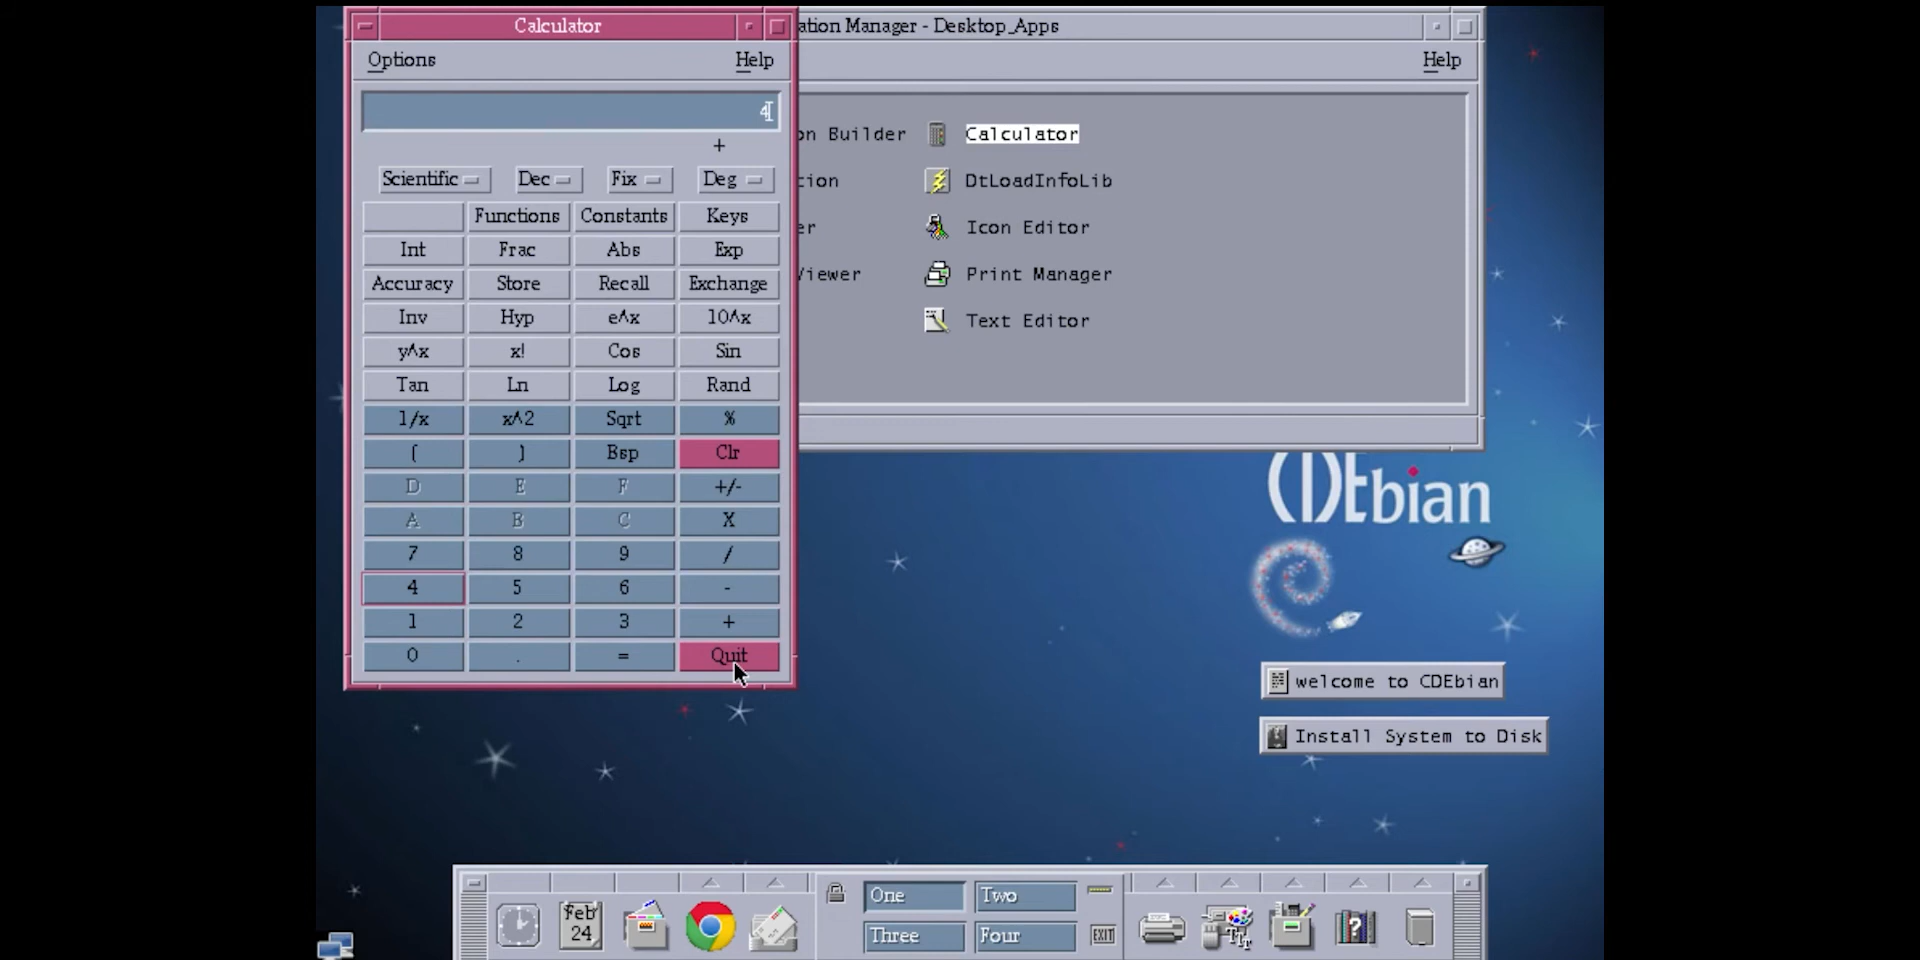 Calculator
Options Help
4
+
Scientific Dec Fix Deg
Functions Constants Keys
Int Frac Abs Exp
Accuracy Store Recall Exchange
Inv Hyp e^x 10^x
y^x x! Cos Sin
Tan Ln Log Rand
1/x x^2 Sqrt %
( ) Bsp Clr
D E F +/-
A B C X
7 8 9 /
4 5 6 -
1 2 3 +
0 . = Quit
ation Manager - Desktop_Apps
Help
on Builder Calculator
tion DtLoadInfoLib
er Icon Editor
Viewer Print Manager
Text Editor
CDEbian
welcome to CDEbian
Install System to Disk
Feb
24
One Two
Three Four
EXIT
?